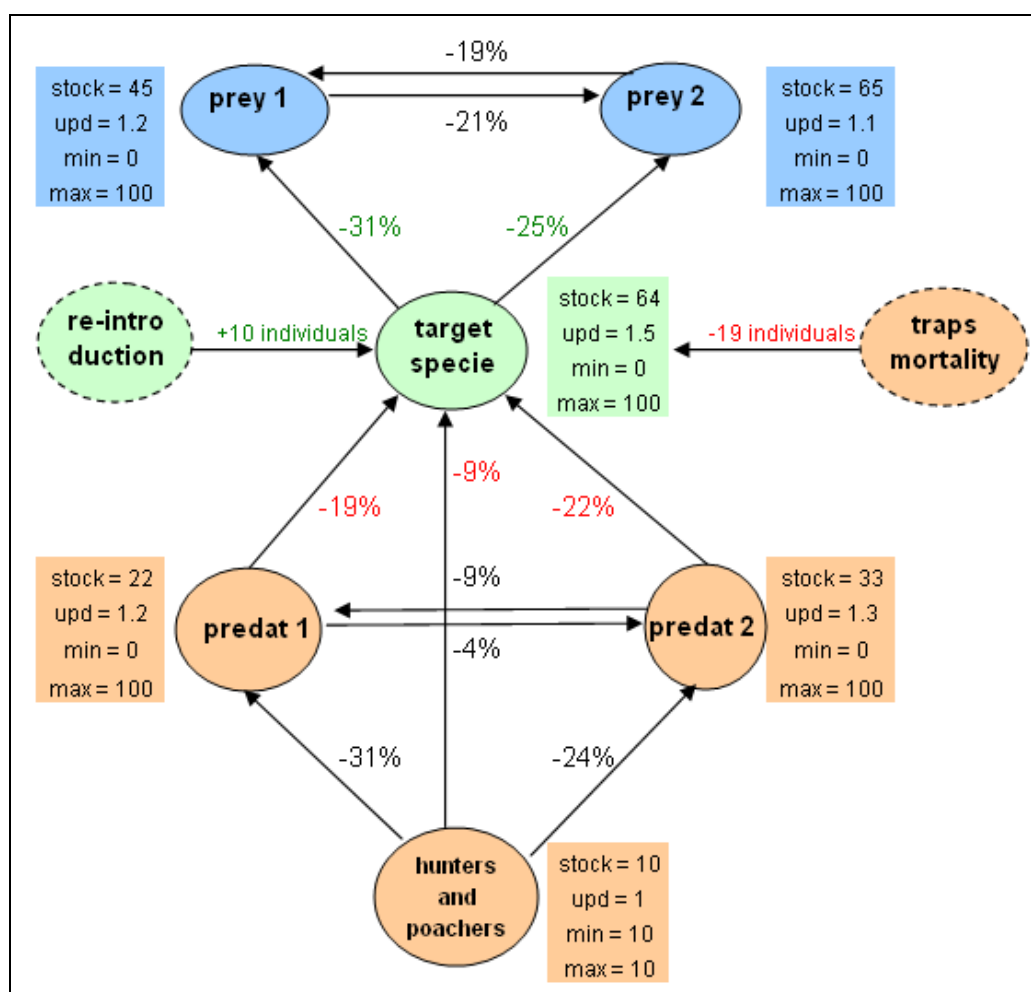 -19%
stock = 45
upd = 1.2
min = 0
max = 100
prey 1
prey 2
stock = 65
upd = 1.1
min = 0
max = 100
-21%
-31%
-25%
re-intro
duction
+10 individuals
target
specie
stock = 64
upd = 1.5
min = 0
max = 100
-19 individuals
traps
mortality
-9%
-19%
-22%
stock = 22
upd = 1.2
min = 0
max = 100
predat 1
-9%
-4%
predat 2
stock = 33
upd = 1.3
min = 0
max = 100
-31%
-24%
hunters
and
poachers
stock = 10
upd = 1
min = 10
max = 10